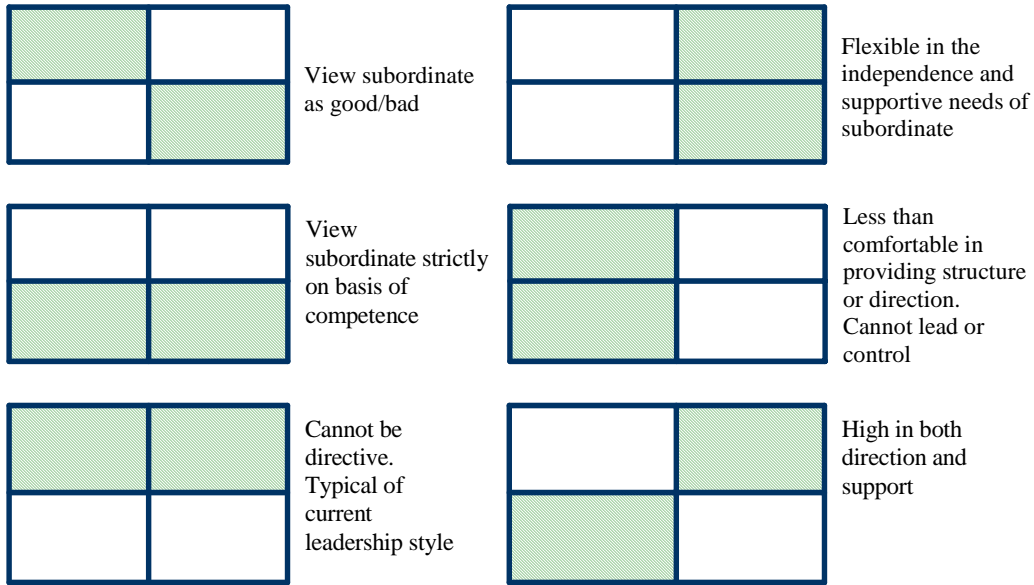 View subordinate
as good/bad
Flexible in the
independence and
supportive needs of
subordinate
View
subordinate strictly
on basis of
competence
Less than
comfortable in
providing structure
or direction.
Cannot lead or
control
Cannot be
directive.
Typical of
current
leadership style
High in both
direction and
support